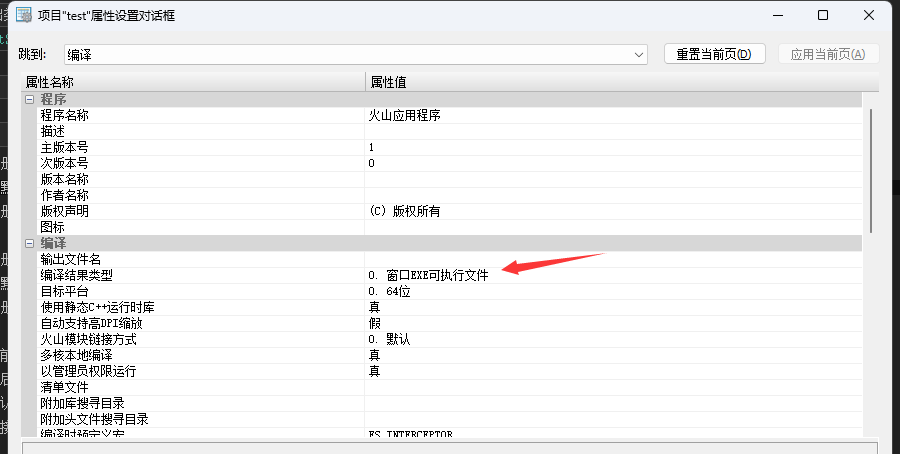 项目"test"属性设置对话框
跳到: 编译 重置当前页(D) 应用当前页(A)
属性名称 属性值
程序
程序名称 火山应用程序
描述
主版本号 1
次版本号 0
版本名称
作者名称
版权声明 (C) 版权所有
图标
编译
输出文件名
编译结果类型 0. 窗口EXE可执行文件
目标平台 0. 64位
使用静态C++运行时库 真
自动支持高DPI缩放 假
火山模块链接方式 0. 默认
多核本地编译 真
以管理员权限运行 真
清单文件
附加库搜寻目录
附加头文件搜寻目录
编译时预定义宏 FS_INTERCEPTOR